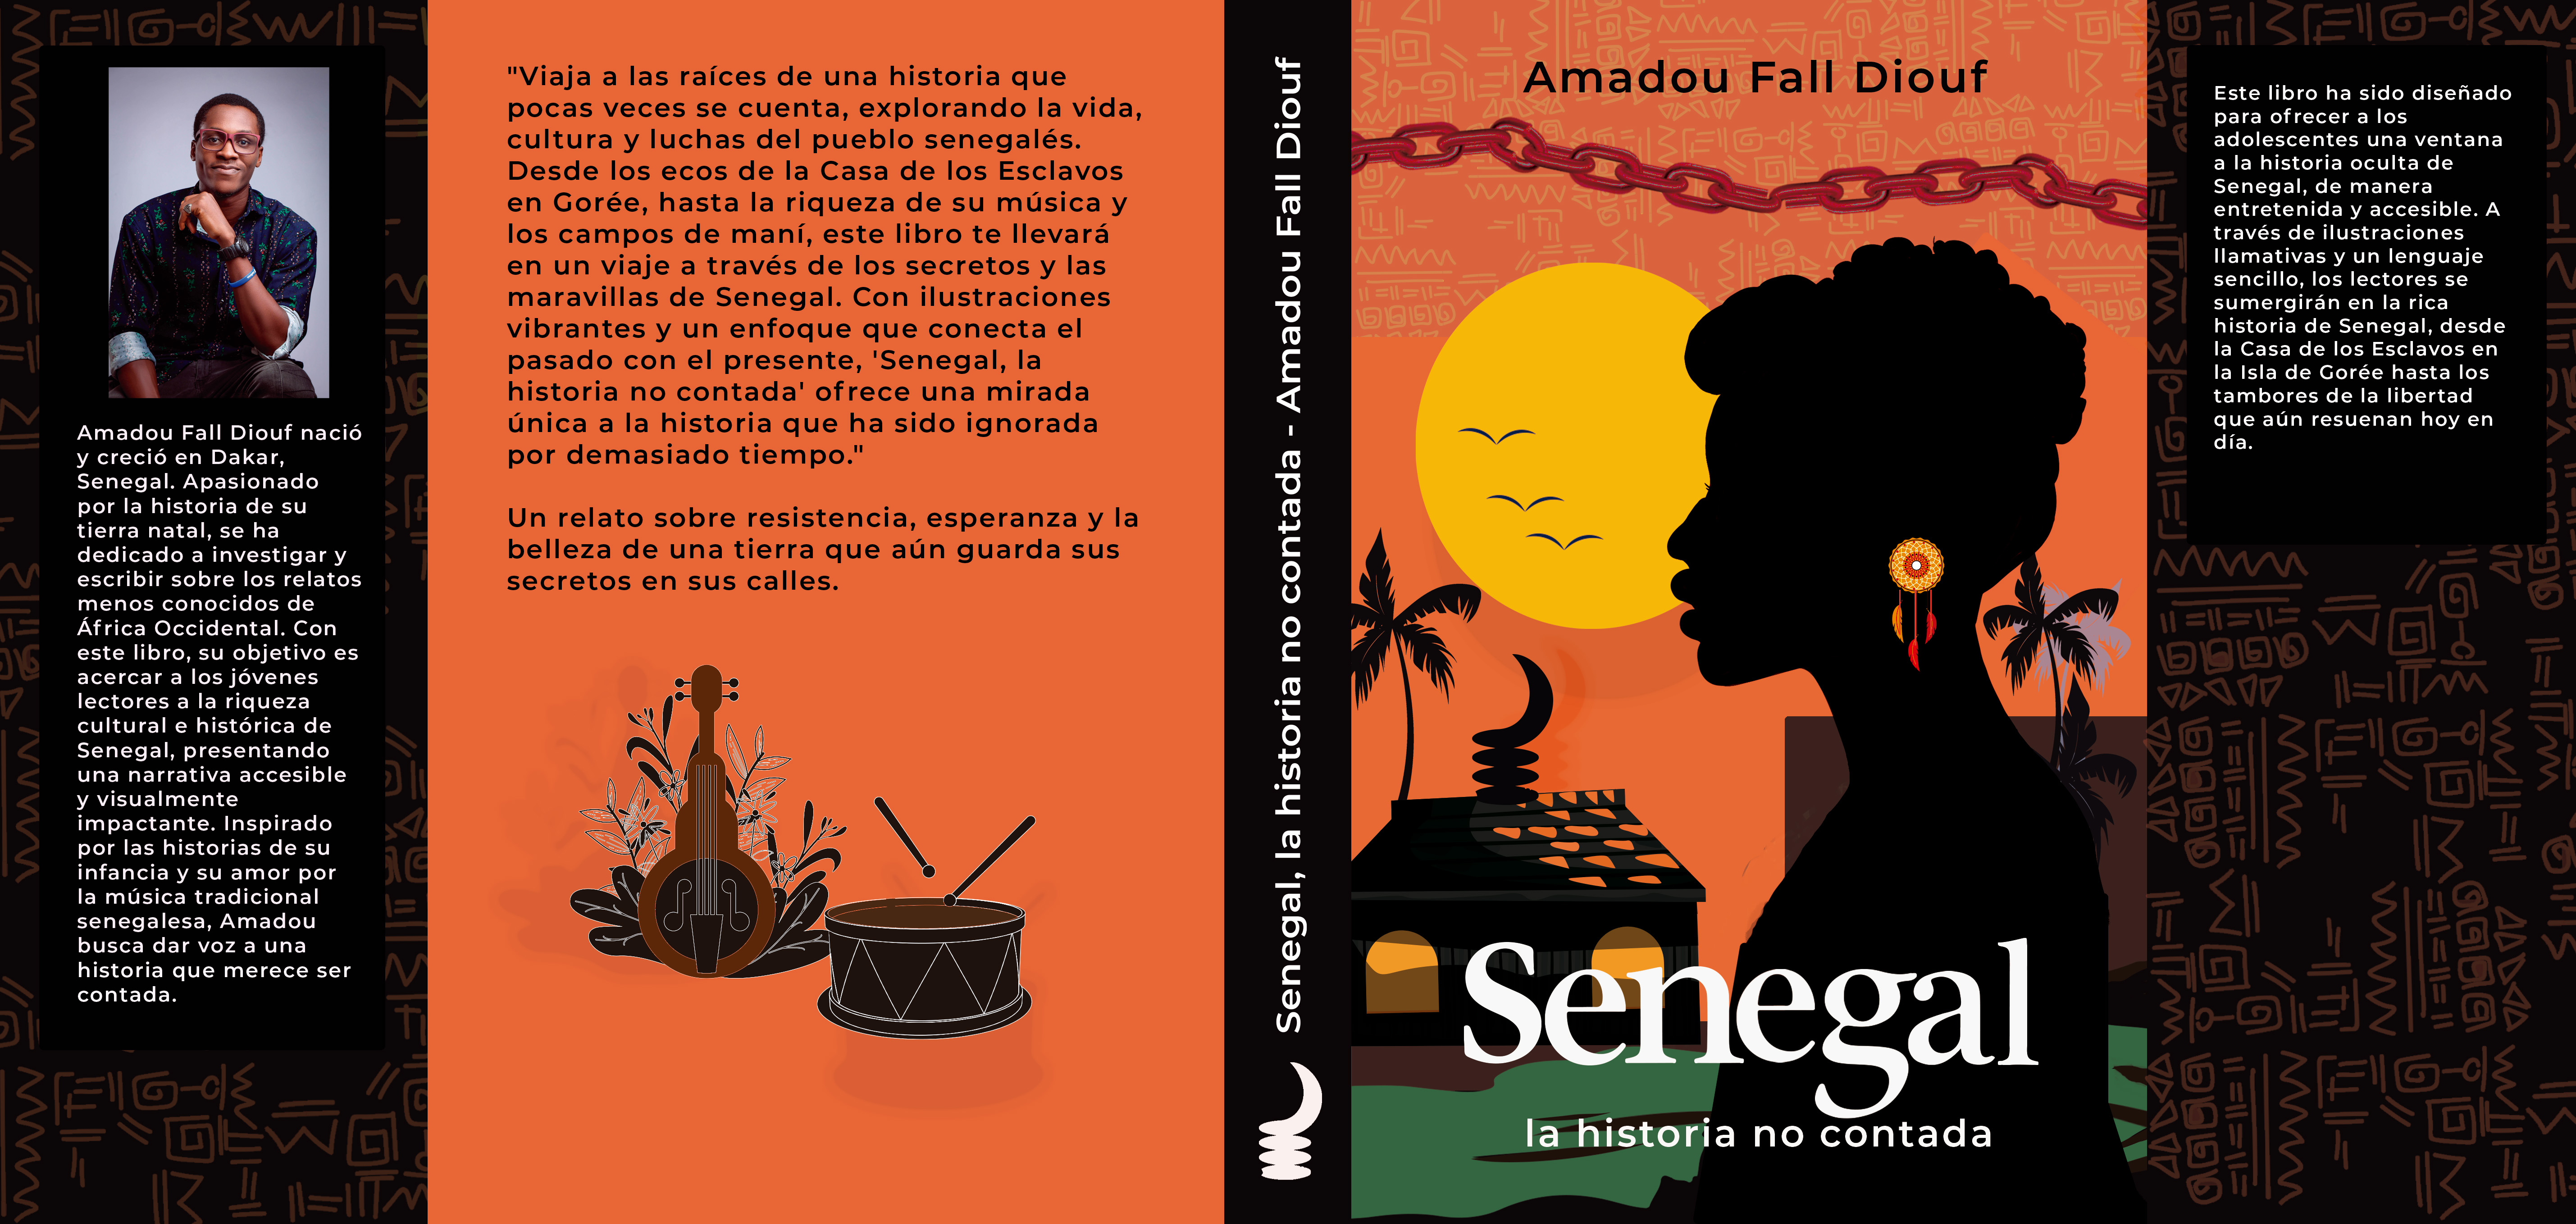 Amadou Fall Diouf nació
y creció en Dakar,
Senegal. Apasionado
por la historia de su
tierra natal, se ha
dedicado a investigar y
escribir sobre los relatos
menos conocidos de
África Occidental. Con
este libro, su objetivo es
acercar a los jóvenes
lectores a la riqueza
cultural e histórica de
Senegal, presentando
una narrativa accesible
y visualmente
impactante. Inspirado
por las historias de su
infancia y su amor por
la música tradicional
senegalesa, Amadou
busca dar voz a una
historia que merece ser
contada.
"Viaja a las raíces de una historia que
pocas veces se cuenta, explorando la vida,
cultura y luchas del pueblo senegalés.
Desde los ecos de la Casa de los Esclavos
en Gorée, hasta la riqueza de su música y
los campos de maní, este libro te llevará
en un viaje a través de los secretos y las
maravillas de Senegal. Con ilustraciones
vibrantes y un enfoque que conecta el
pasado con el presente, 'Senegal, la
historia no contada' ofrece una mirada
única a la historia que ha sido ignorada
por demasiado tiempo."
Un relato sobre resistencia, esperanza y la
belleza de una tierra que aún guarda sus
secretos en sus calles.
Senegal, la historia no contada - Amadou Fall Diouf
Amadou Fall Diouf
Senegal
la historia no contada
Este libro ha sido diseñado
para ofrecer a los
adolescentes una ventana
a la historia oculta de
Senegal, de manera
entretenida y accesible. A
través de ilustraciones
llamativas y un lenguaje
sencillo, los lectores se
sumergirán en la rica
historia de Senegal, desde
la Casa de los Esclavos en
la Isla de Gorée hasta los
tambores de la libertad
que aún resuenan hoy en
día.